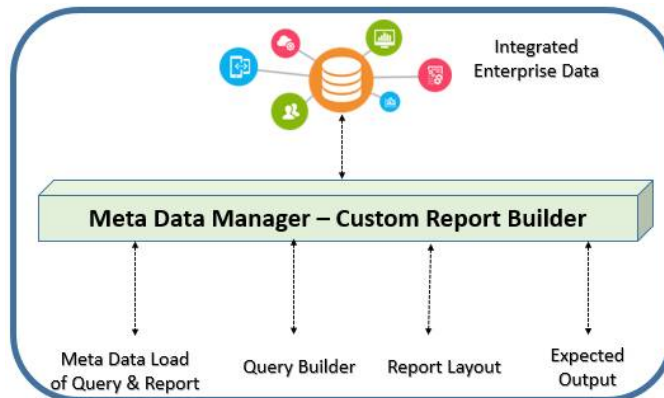 Integrated
Enterprise Data
Meta Data Manager – Custom Report Builder
Meta Data Load
of Query & Report
Query Builder
Report Layout
Expected
Output